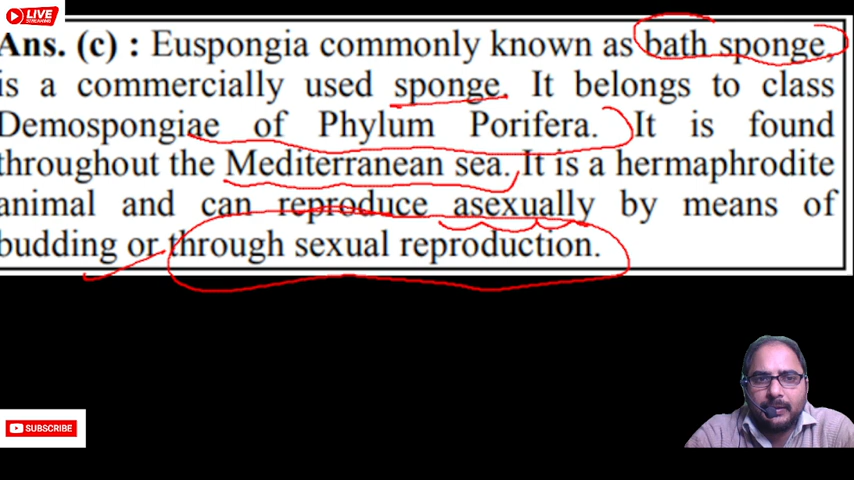 LIVE
STREAMING
Ans. (c) : Euspongia commonly known as bath sponge,
is a commercially used sponge. It belongs to class
Demospongiae of Phylum Porifera. It is found
throughout the Mediterranean sea. It is a hermaphrodite
animal and can reproduce asexually by means of
budding or through sexual reproduction.
SUBSCRIBE